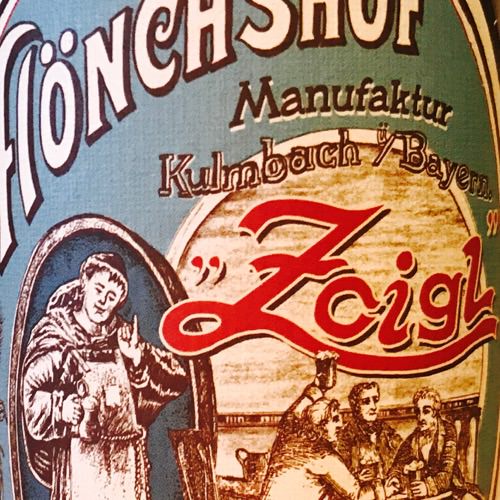 MÖNCHSHOF
Manufaktur
Kulmbach i/Bayern
"Zoigl"